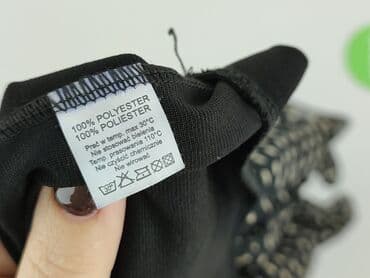 100% POLYESTER
100% POLIESTER
Prać w temp. max 30°C
Nie stosować bielenia
Temp. prasowania 110°C
Nie czyścić chemicznie
Nie wirować